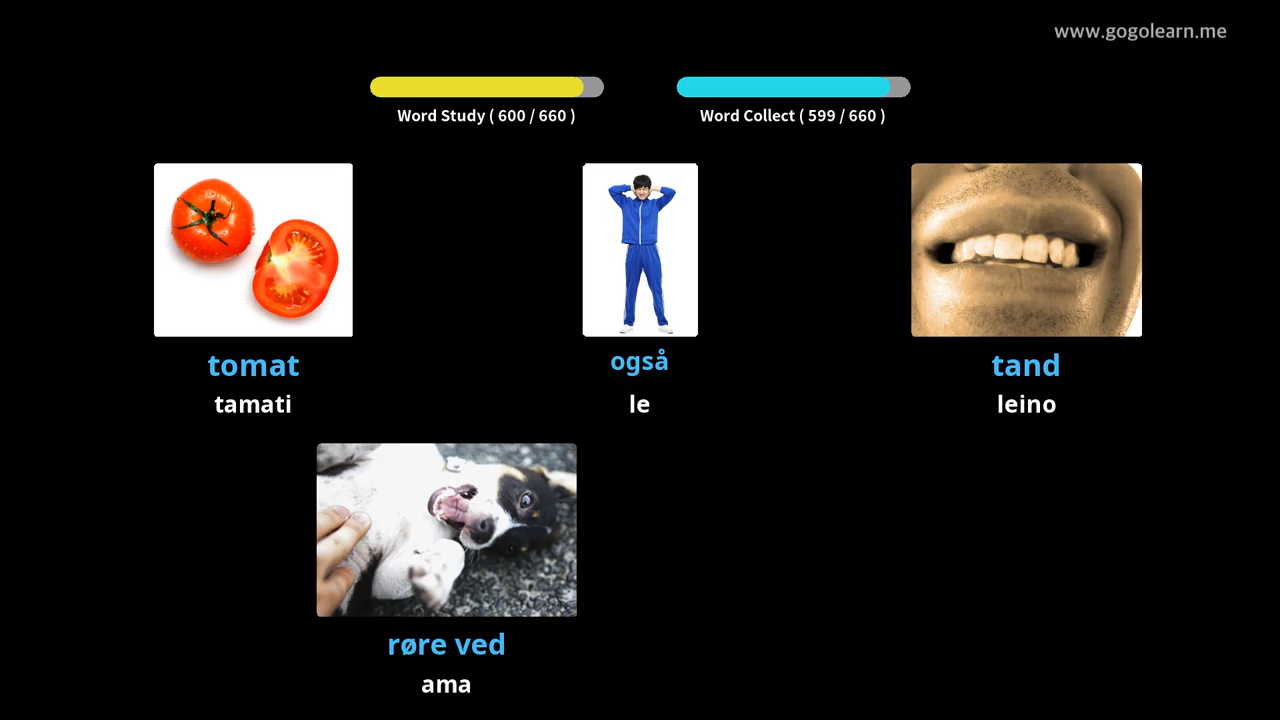 www.gogolearn.me
Word Study ( 600 / 660 )
Word Collect ( 599 / 660 )
tomat
tamati
også
le
tand
leino
røre ved
ama